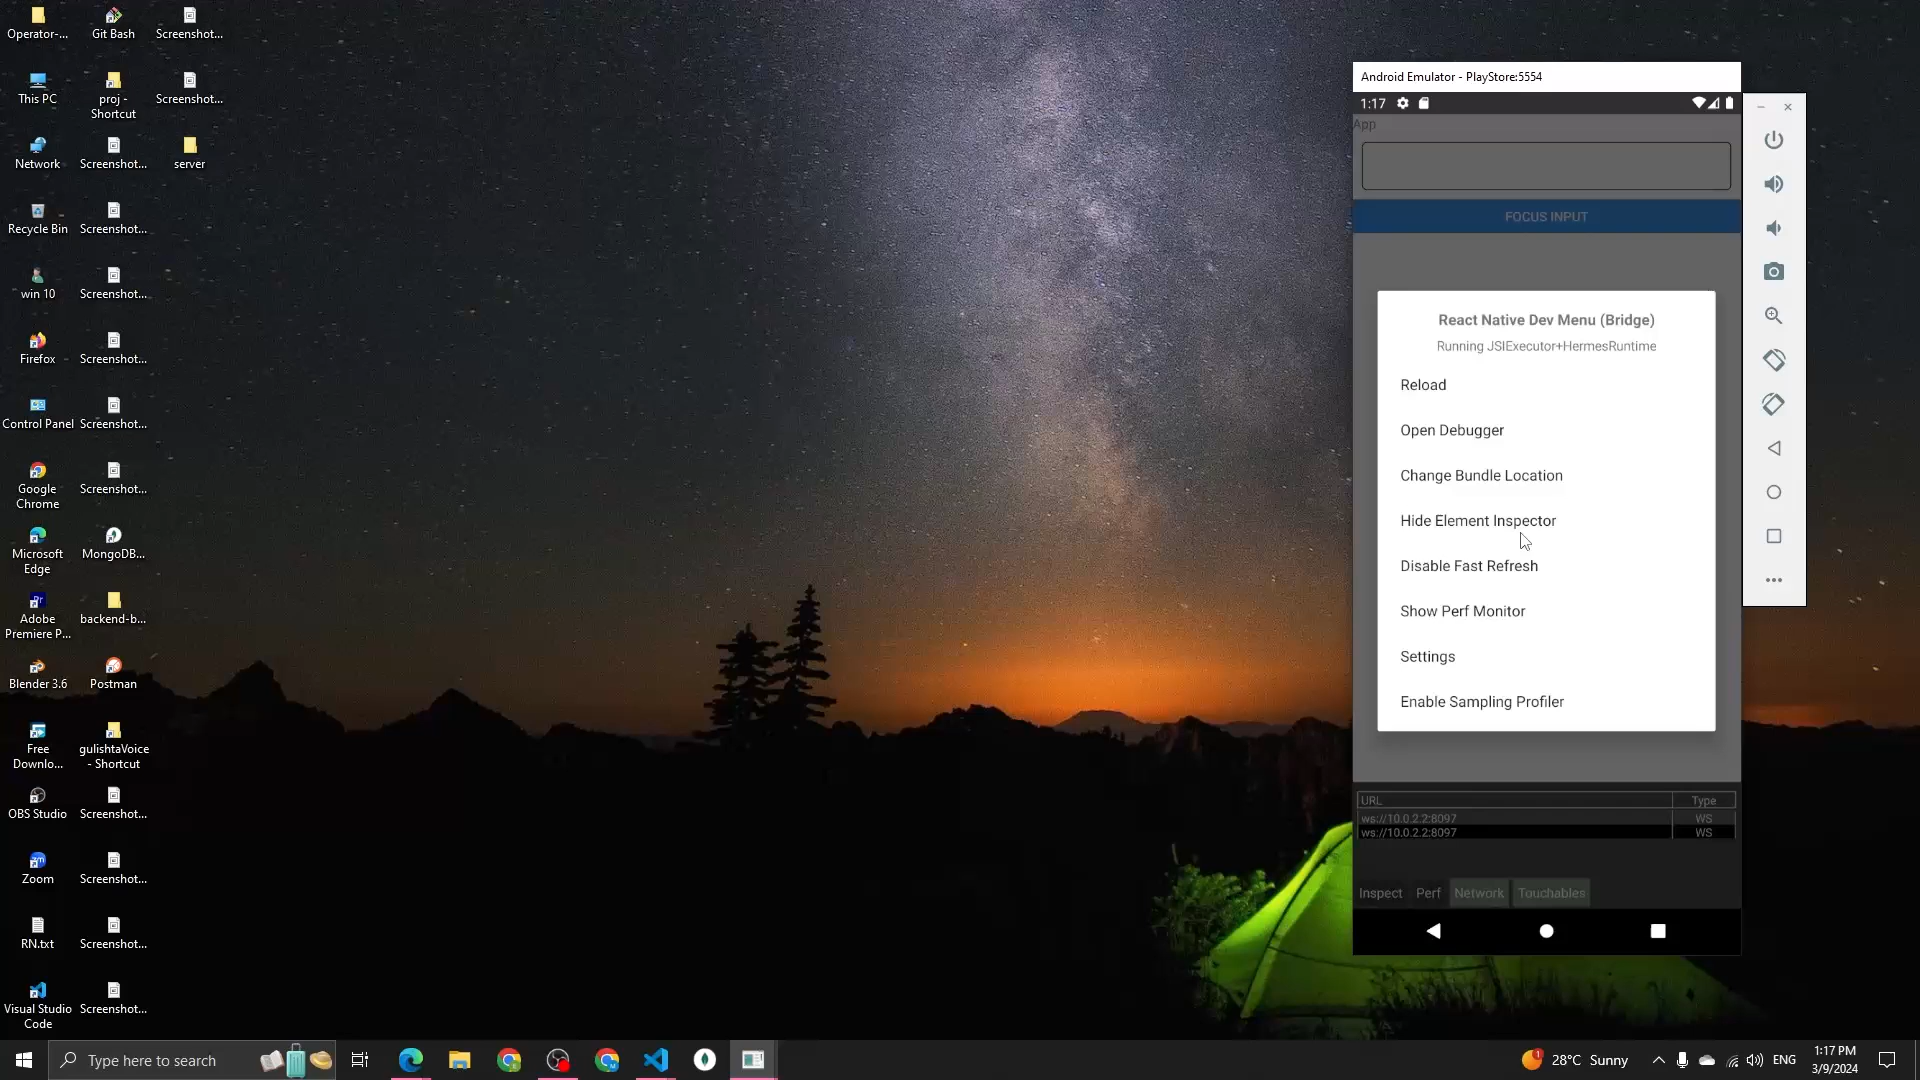 Operator-...
Git Bash
Screenshot...
This PC
proj -
Shortcut
Screenshot...
Network
Screenshot...
server
Recycle Bin
Screenshot...
win 10
Screenshot...
Firefox
Screenshot...
Control Panel
Screenshot...
Google
Chrome
Screenshot...
Microsoft
Edge
MongoDB...
Adobe
Premiere P...
backend-b...
Blender 3.6
Postman
Free
Downlo...
gulishtaVoice
- Shortcut
OBS Studio
Screenshot...
Zoom
Screenshot...
RN.txt
Screenshot...
Visual Studio
Code
Screenshot...
Android Emulator - PlayStore:5554
1:17
App
FOCUS INPUT
React Native Dev Menu (Bridge)
Running JSIExecutor+HermesRuntime
Reload
Open Debugger
Change Bundle Location
Hide Element Inspector
Disable Fast Refresh
Show Perf Monitor
Settings
Enable Sampling Profiler
URL Type
ws://10.0.2.2:8097 WS
ws://10.0.2.2:8097 WS
Inspect Perf Network Touchables
Type here to search
1
28°C Sunny
ENG
1:17 PM
3/9/2024